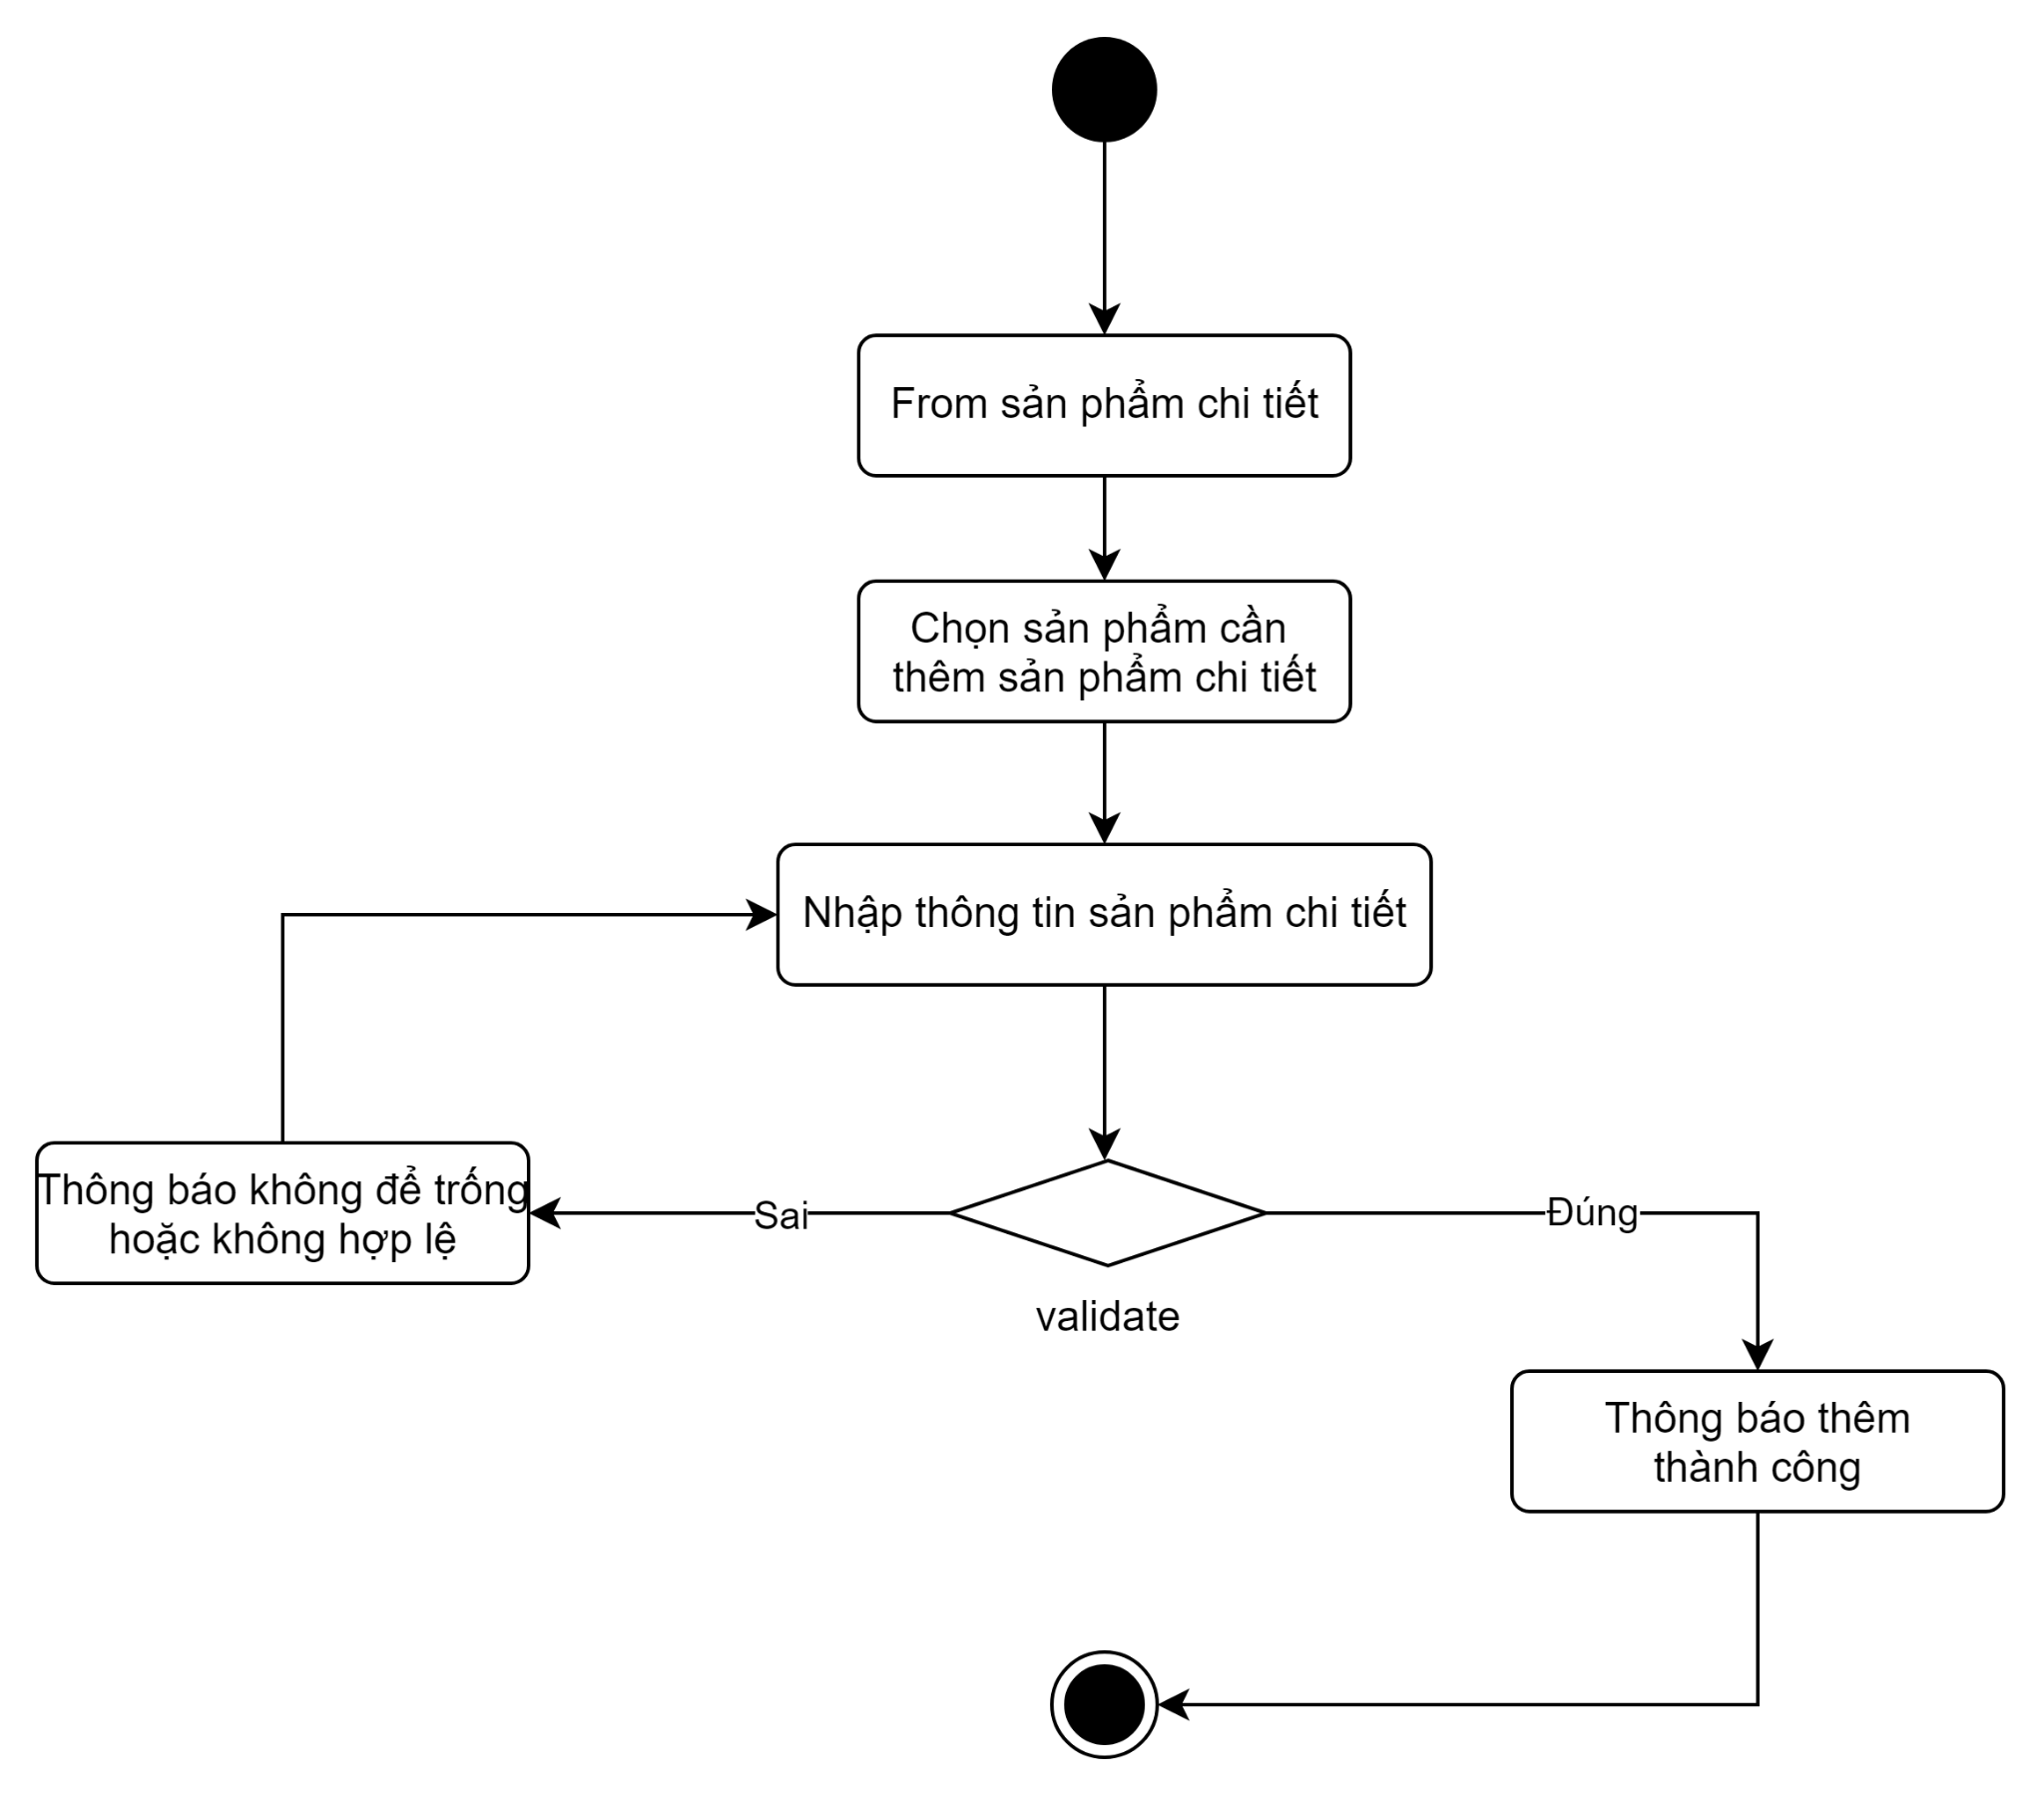 From sản phẩm chi tiết
Chọn sản phẩm cần
thêm sản phẩm chi tiết
Nhập thông tin sản phẩm chi tiết
Thông báo không để trống
hoặc không hợp lệ
Sai
Đúng
validate
Thông báo thêm
thành công